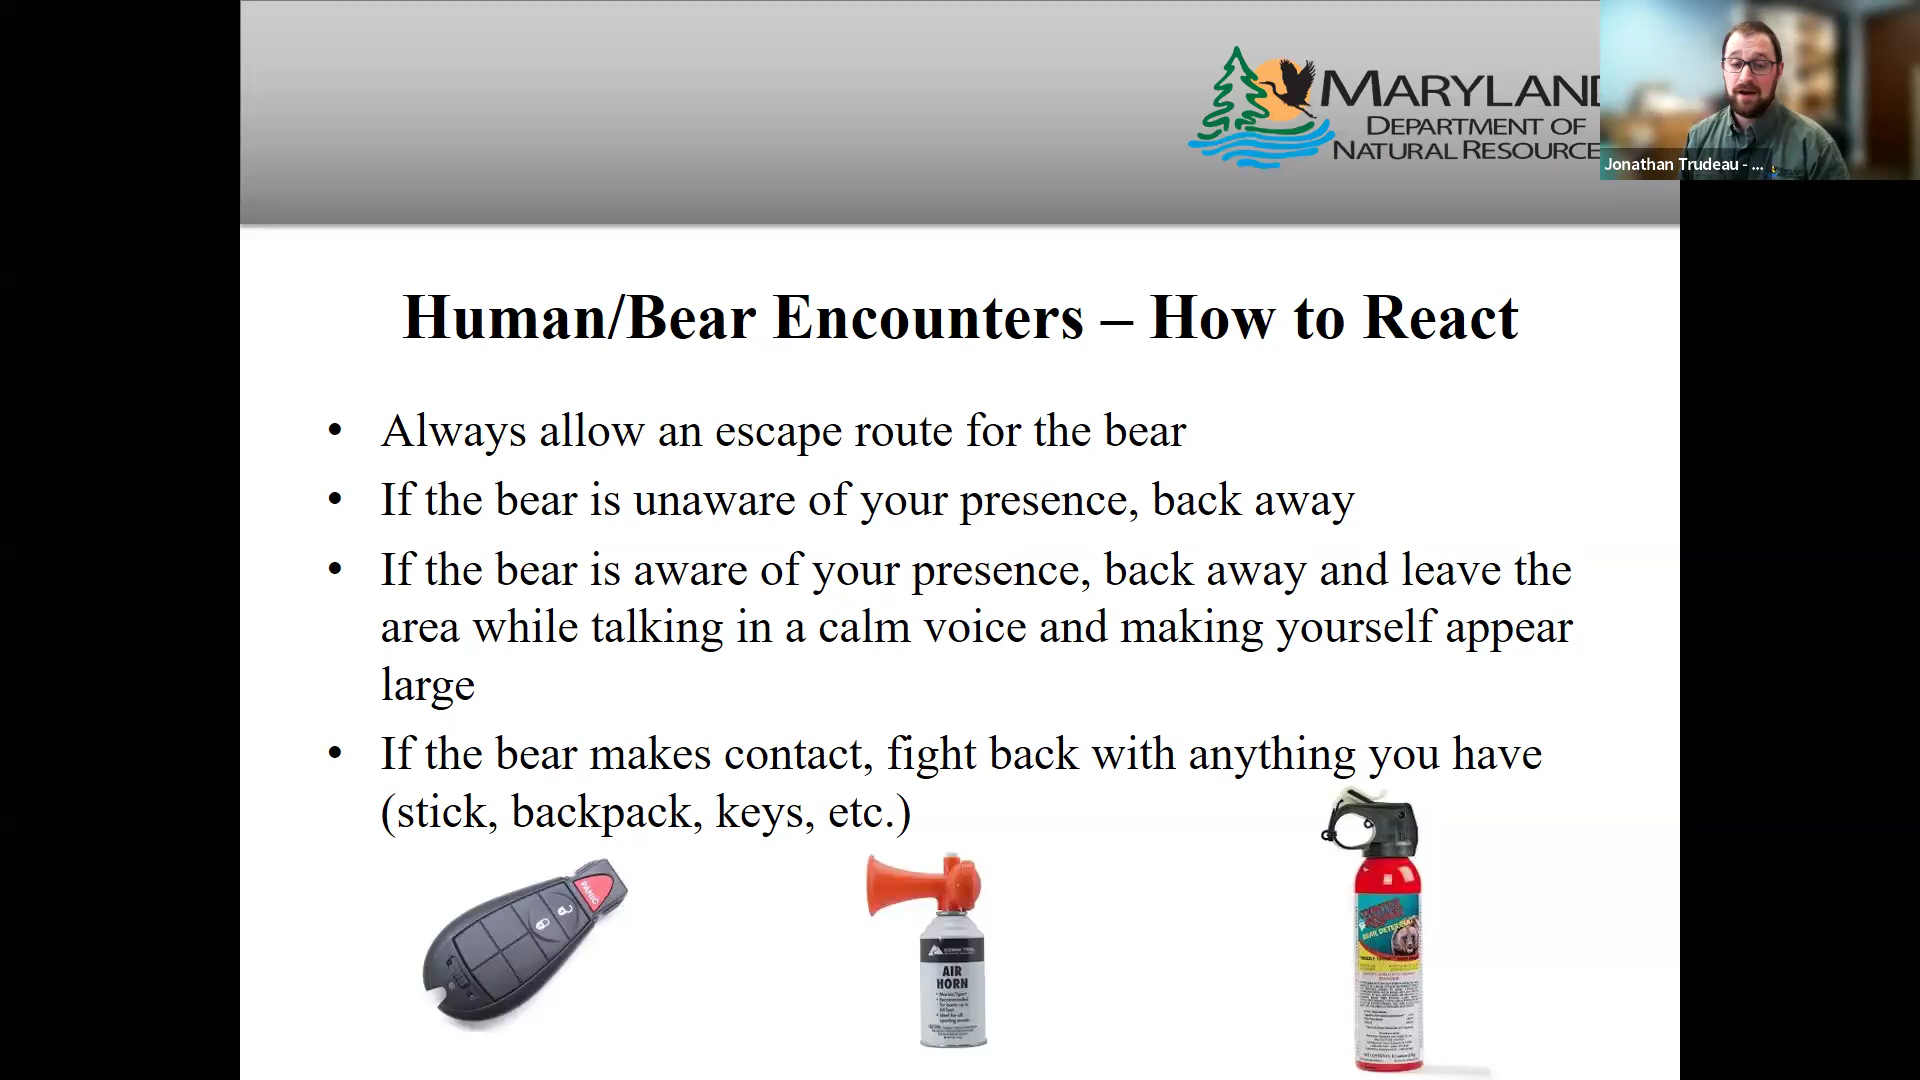 MARYLAND
DEPARTMENT OF
NATURAL RESOURCE
Jonathan Trudeau - ...
Human/Bear Encounters – How to React
• Always allow an escape route for the bear
• If the bear is unaware of your presence, back away
• If the bear is aware of your presence, back away and leave the
area while talking in a calm voice and making yourself appear
large
• If the bear makes contact, fight back with anything you have
(stick, backpack, keys, etc.)
PANIC
AIR
HORN
BEAR DETERRENT